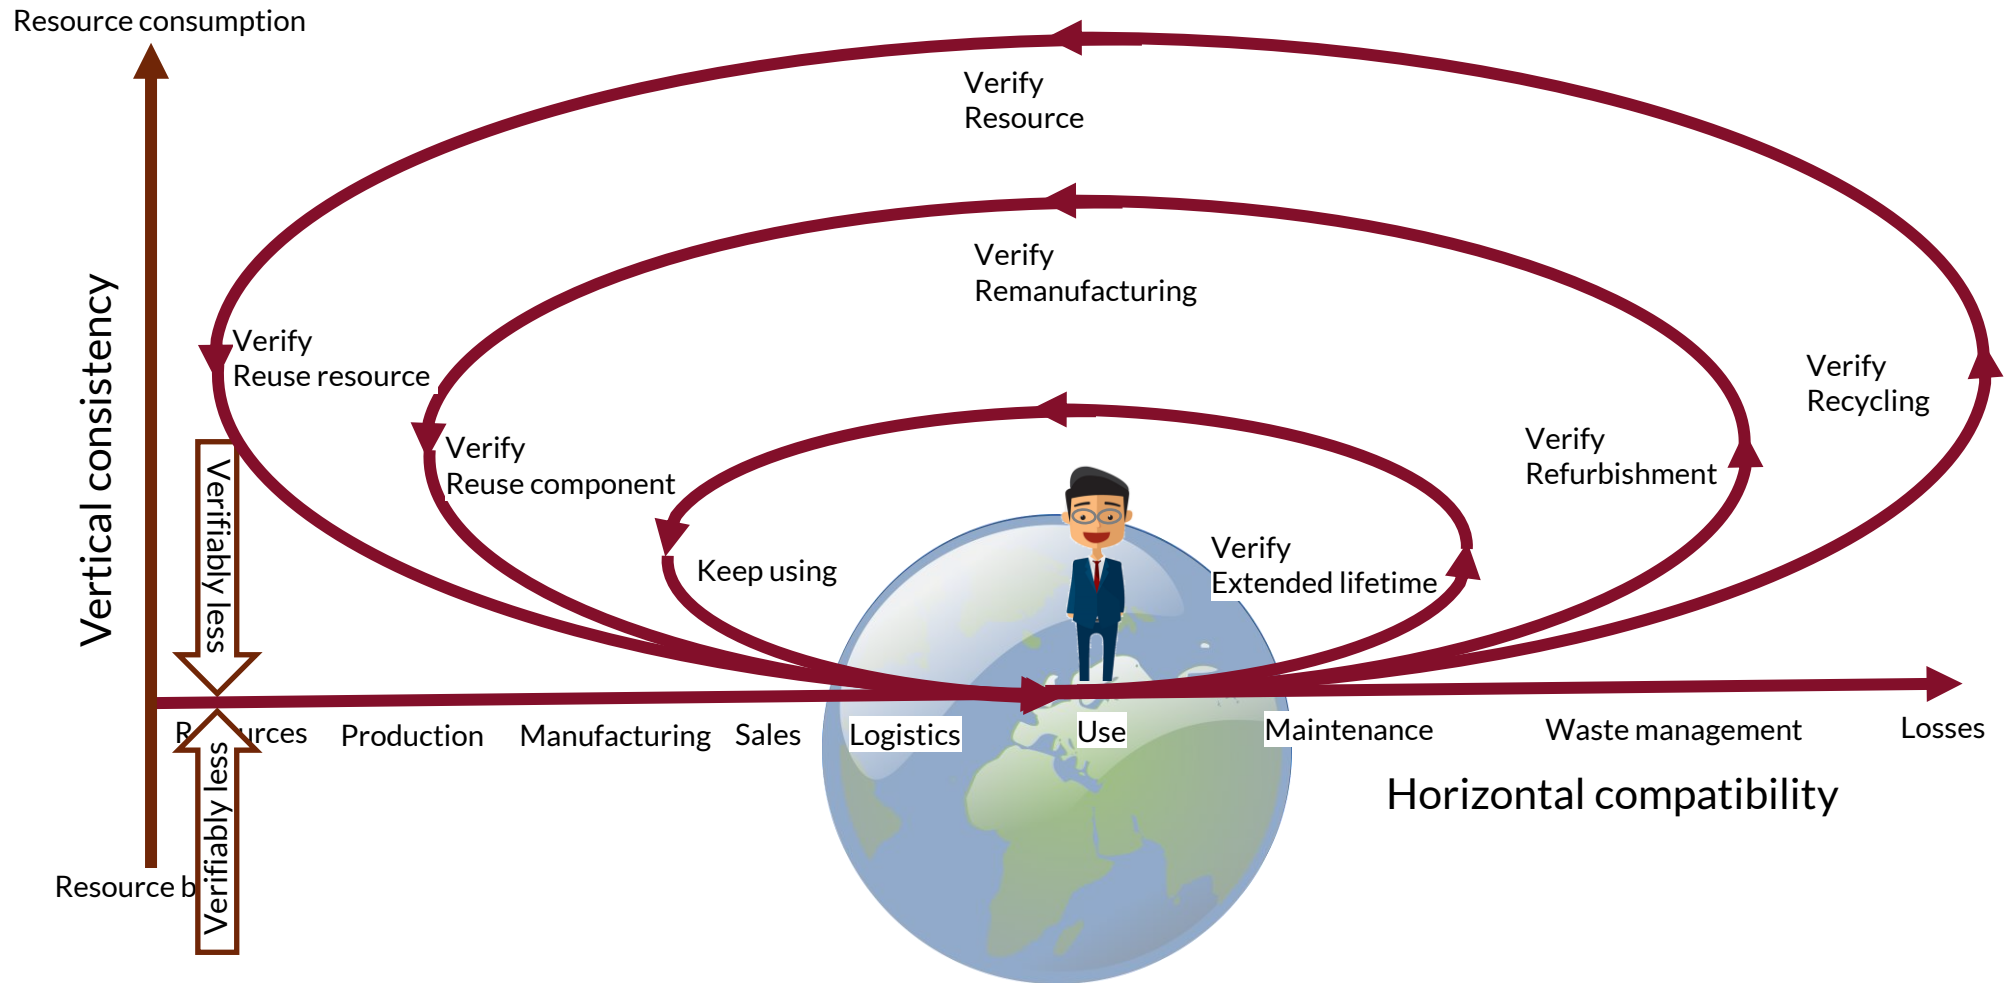 Resource consumption
Verify
Resource
Verify
Remanufacturing
Vertical consistency
Verify
Reuse resource
Verify
Recycling
Verify
Reuse component
Verify
Refurbishment
Verifiably less
Keep using
Verify
Extended lifetime
Production
Manufacturing
Sales
Logistics
Use
Maintenance
Waste management
Losses
Horizontal compatibility
Verifiably less
Resource